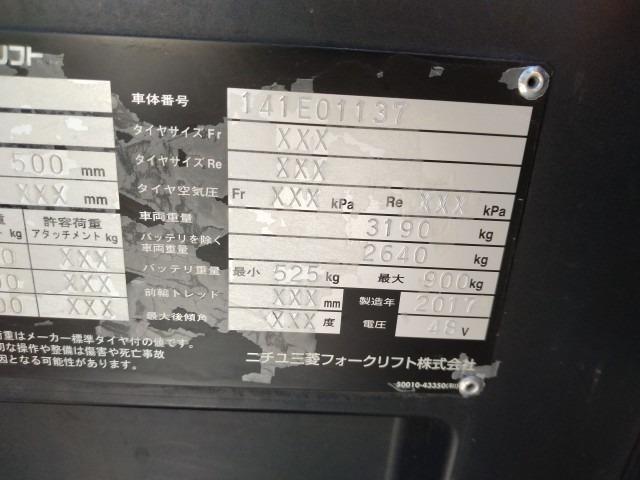 リフト
車体番号 141E01137
タイヤサイズ Fr XXX
500 mm タイヤサイズ Re XXX
XXX mm タイヤ空気圧 Fr XXX kPa Re XXX kPa
許容荷重 車両重量 3190 kg
アタッチメント kg バッテリを除く車両重量 2640 kg
XXX バッテリ重量 最小 525 kg 最大 900 kg
XXX 前輪トレッド XXX mm 製造年 2017
XXX 最大後傾角 XXX 度 電圧 48 V
荷重はメーカー標準タイヤ付の値です。
な操作や整備は傷害や死亡事故
因となる可能性があります。
ニチユ三菱フォークリフト株式会社
S0010-43350